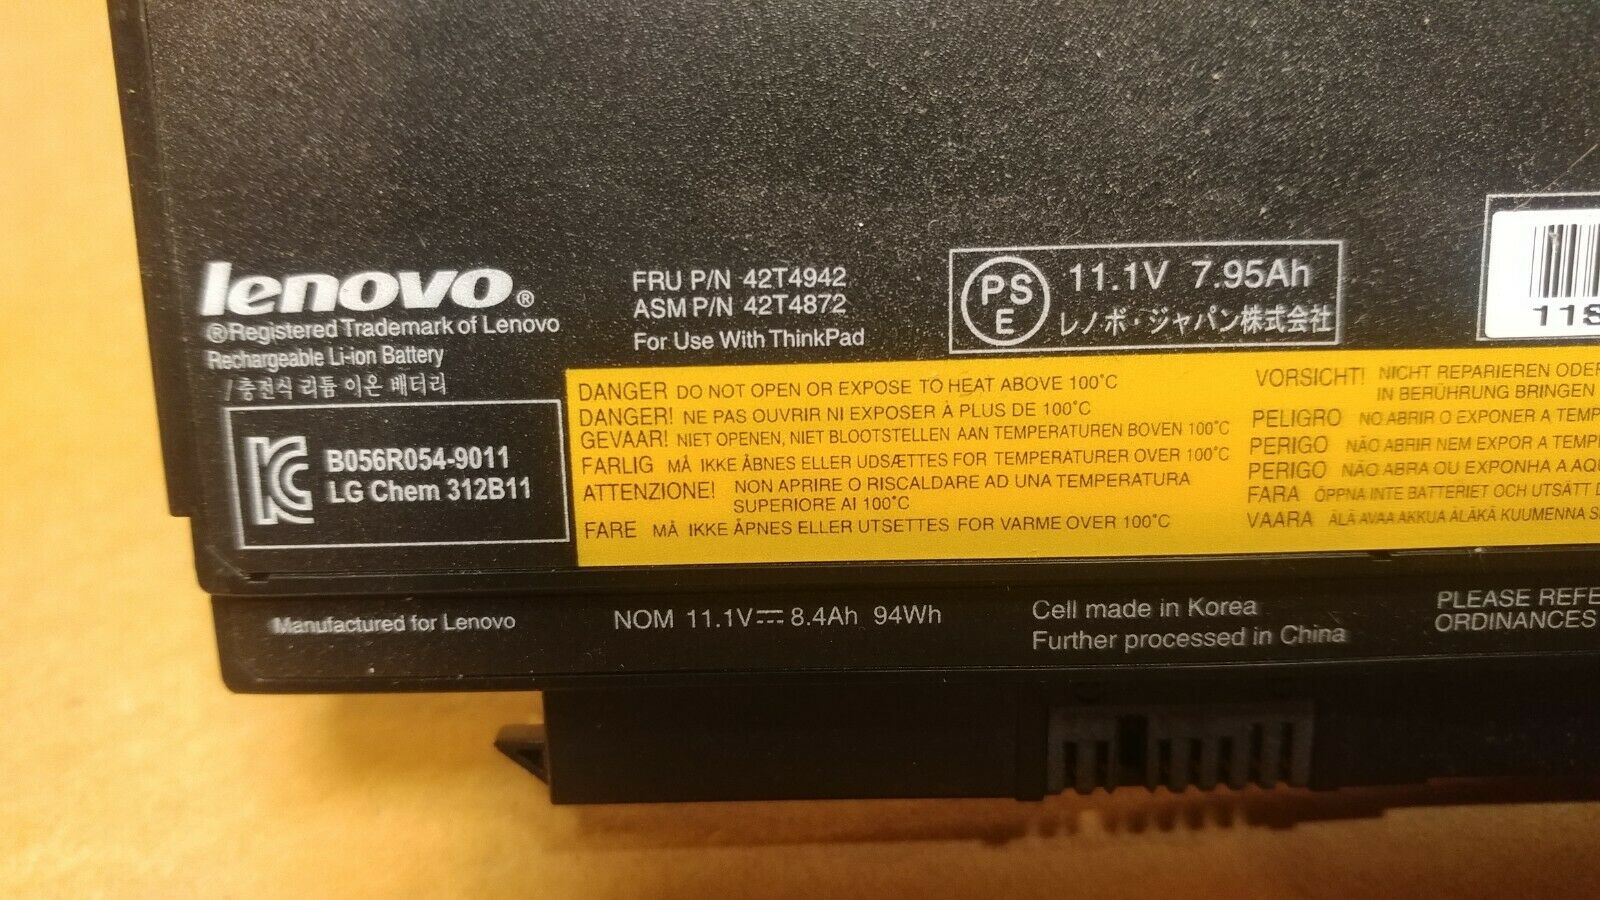 lenovo®
®Registered Trademark of Lenovo
Rechargeable Li-ion Battery
/ 충전식 리튬 이온 배터리
B056R054-9011
LG Chem 312B11
FRU P/N 42T4942
ASM P/N 42T4872
For Use With ThinkPad
PS
E
11.1V 7.95Ah
レノボ・ジャパン株式会社
11S
DANGER DO NOT OPEN OR EXPOSE TO HEAT ABOVE 100°C
DANGER! NE PAS OUVRIR NI EXPOSER À PLUS DE 100°C
GEVAAR! NIET OPENEN, NIET BLOOTSTELLEN AAN TEMPERATUREN BOVEN 100°C
FARLIG MÅ IKKE ÅBNES ELLER UDSÆTTES FOR TEMPERATURER OVER 100°C
ATTENZIONE! NON APRIRE O RISCALDARE AD UNA TEMPERATURA
SUPERIORE AI 100°C
FARE MÅ IKKE ÅPNES ELLER UTSETTES FOR VARME OVER 100°C
VORSICHT! NICHT REPARIEREN ODER
IN BERÜHRUNG BRINGEN
PELIGRO NO ABRIR O EXPONER A TEMP
PERIGO NÃO ABRIR NEM EXPOR A TEMP
PERIGO NÃO ABRA OU EXPONHA A AQU
FARA ÖPPNA INTE BATTERIET OCH UTSÄTT
VAARA ÄLÄ AVAA AKKUA ÄLÄKÄ KUUMENNA
Manufactured for Lenovo
NOM 11.1V⎓8.4Ah 94Wh
Cell made in Korea
Further processed in China
PLEASE REFE
ORDINANCES